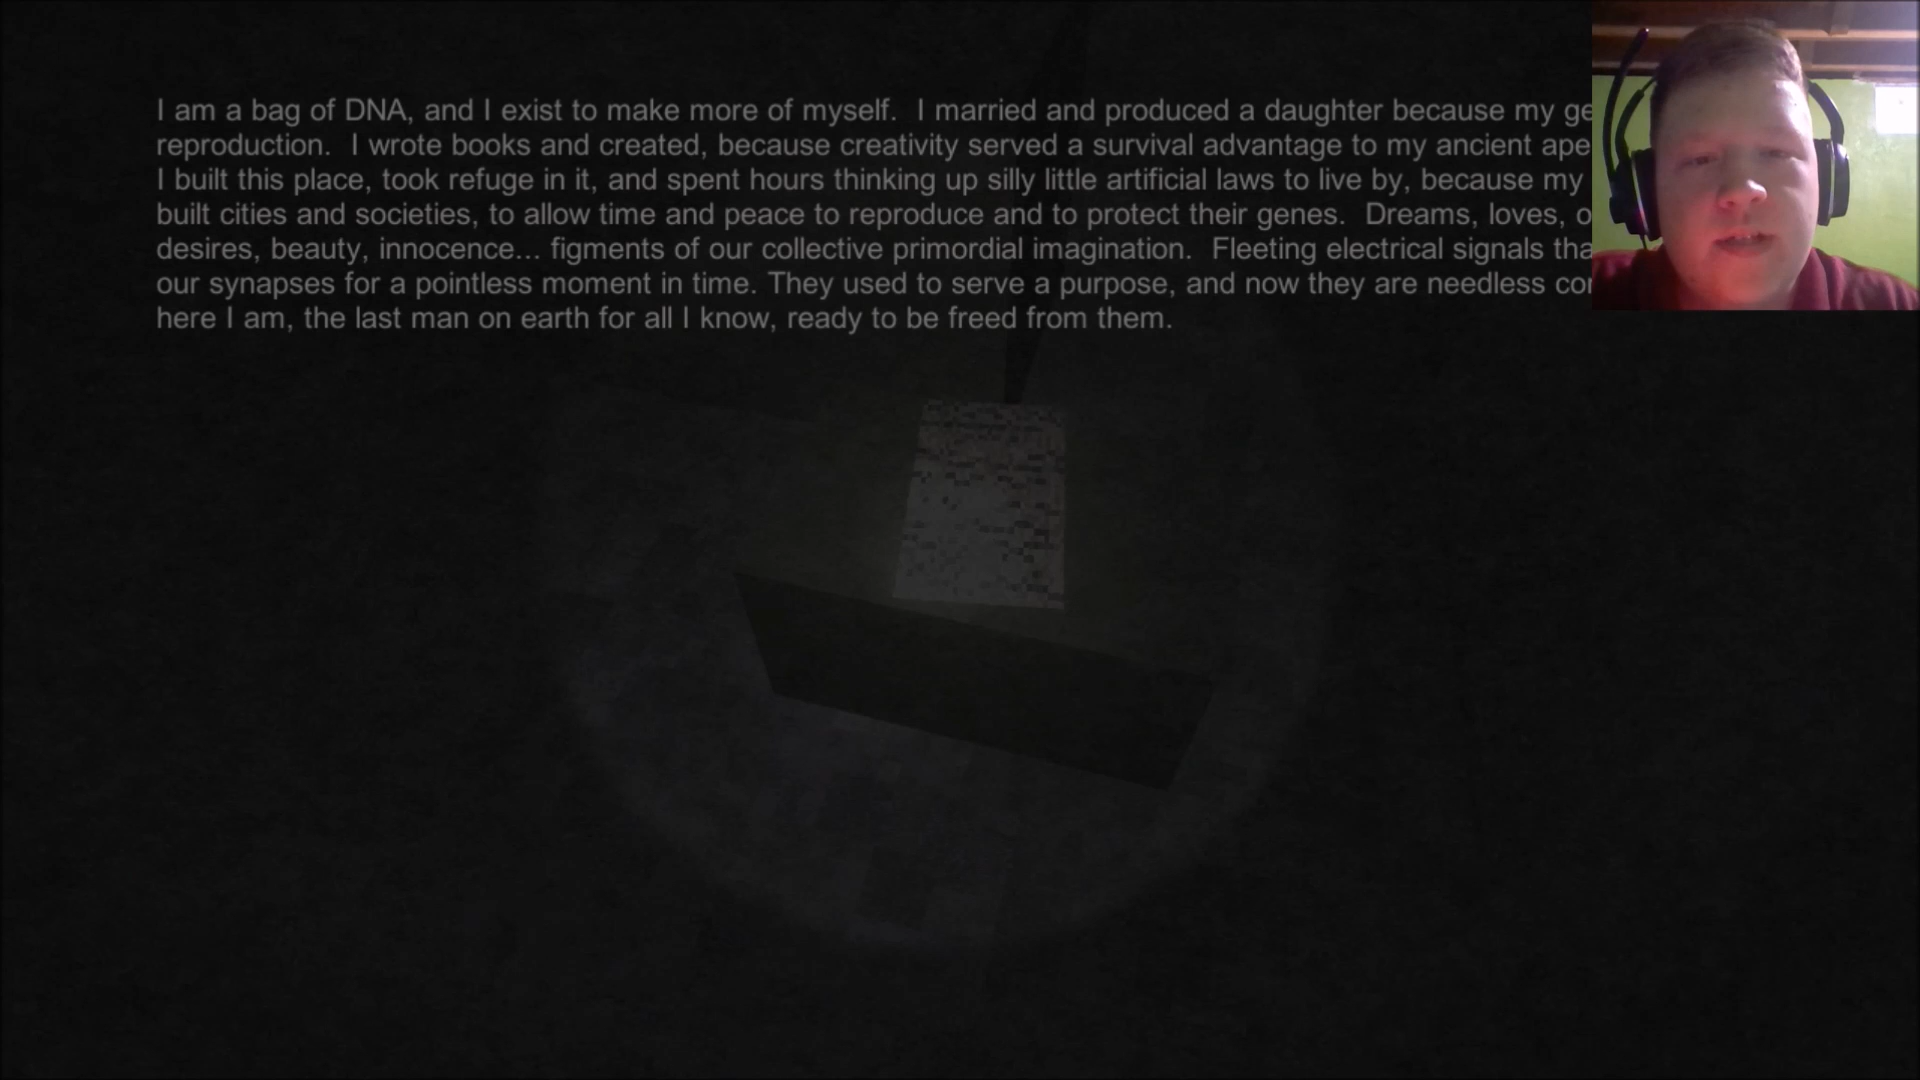 I am a bag of DNA, and I exist to make more of myself.  I married and produced a daughter because my
reproduction.  I wrote books and created, because creativity served a survival advantage to my ancient ape
I built this place, took refuge in it, and spent hours thinking up silly little artificial laws to live by, because my
built cities and societies, to allow time and peace to reproduce and to protect their genes.  Dreams, loves,
desires, beauty, innocence... figments of our collective primordial imagination.  Fleeting electrical signals
our synapses for a pointless moment in time. They used to serve a purpose, and now they are needless
here I am, the last man on earth for all I know, ready to be freed from them.